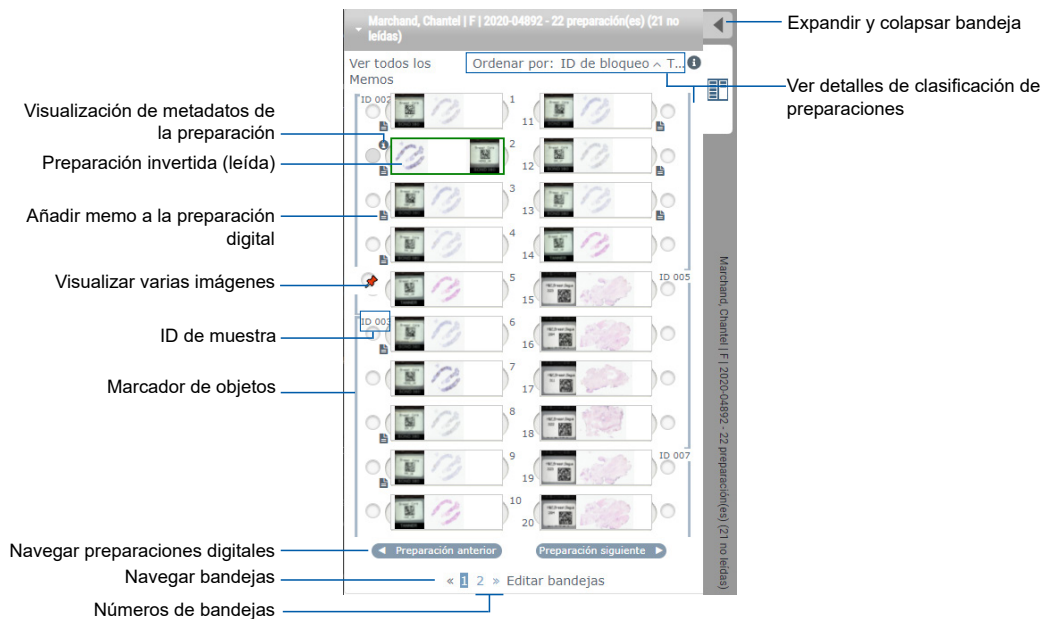 Marchand, Chantel | F | 2020-04892 - 22 preparación(es) (21 no
leídas)
Expandir y colapsar bandeja
Ver todos los
Memos
Ordenar por: ID de bloqueo T...
Ver detalles de clasificación de
preparaciones
Visualización de metadatos de
la preparación
Preparación invertida (leída)
Añadir memo a la preparación
digital
Visualizar varias imágenes
ID de muestra
Marcador de objetos
Navegar preparaciones digitales
Navegar bandejas
Números de bandejas
ID 002
1
11
2
12
3
13
4
14
5
ID 005
15
ID 003
6
16
7
17
8
18
9
ID 007
19
10
20
Preparación anterior
Preparación siguiente
« 1 2 » Editar bandejas
Marchand, Chantel | F | 2020-04892 - 22 preparación(es) (21 no leídas)